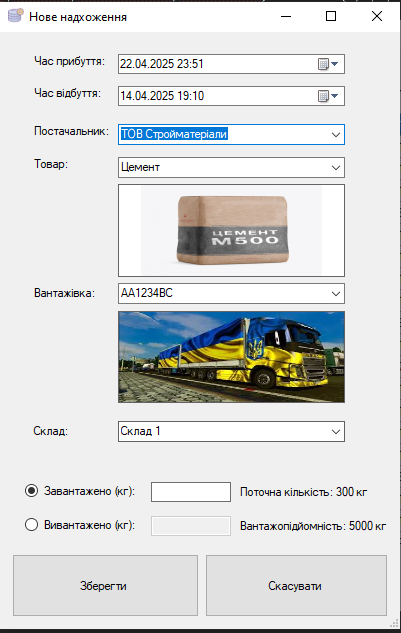 Нове надхоження
Час прибуття: 22.04.2025 23:51
Час відбуття: 14.04.2025 19:10
Постачальник: ТОВ Стройматеріали
Товар: Цемент
ЦЕМЕНТ
М500
Вантажівка: AA1234BC
Склад: Склад 1
Завантажено (кг): Поточна кількість: 300 кг
Вивантажено (кг): Вантажопідйомність: 5000 кг
Зберегти Скасувати